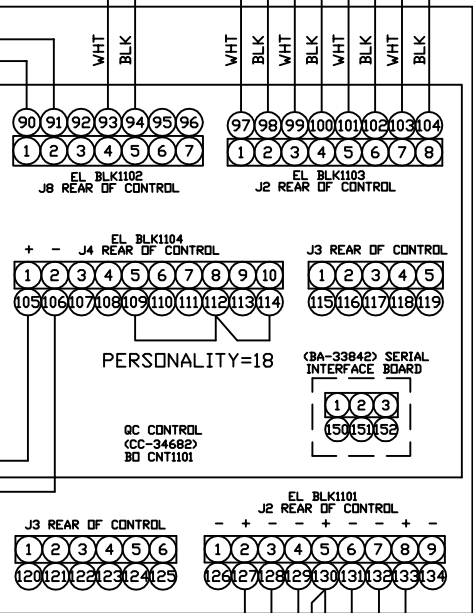 WHT BLK WHT BLK WHT BLK WHT BLK WHT BLK
90 91 92 93 94 95 96
97 98 99 100 101 102 103 104
1 2 3 4 5 6 7
1 2 3 4 5 6 7 8
EL BLK1102
J8 REAR OF CONTROL
EL BLK1103
J2 REAR OF CONTROL
EL BLK1104
+ - J4 REAR OF CONTROL
J3 REAR OF CONTROL
1 2 3 4 5 6 7 8 9 10
1 2 3 4 5
105 106 107 108 109 110 111 112 113 114
115 116 117 118 119
PERSONALITY=18
(BA-33842) SERIAL
INTERFACE BOARD
1 2 3
150 151 152
QC CONTROL
(CC-34682)
BO CNT1101
EL BLK1101
J2 REAR OF CONTROL
J3 REAR OF CONTROL
- + - - + - - + -
1 2 3 4 5 6
1 2 3 4 5 6 7 8 9
120 121 122 123 124 125
126 127 128 129 130 131 132 133 134